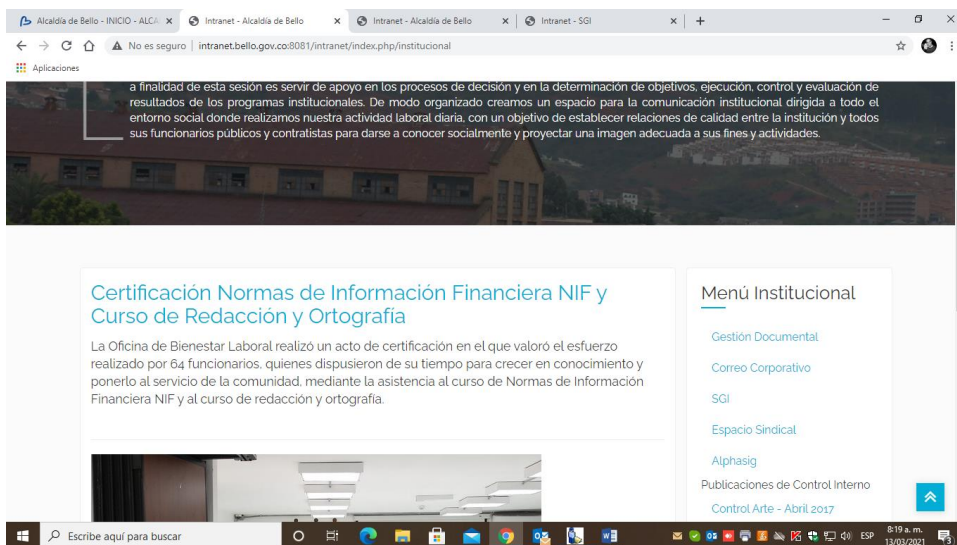 Alcaldía de Bello - INICIO - ALCA
Intranet - Alcaldía de Bello
Intranet - Alcaldía de Bello
Intranet - SGI
No es seguro | intranet.bello.gov.co:8081/intranet/index.php/institucional
Aplicaciones
a finalidad de esta sesión es servir de apoyo en los procesos de decisión y en la determinación de objetivos, ejecución, control y evaluación de
resultados de los programas institucionales. De modo organizado creamos un espacio para la comunicación institucional dirigida a todo el
entorno social donde realizamos nuestra actividad laboral diaria, con un objetivo de establecer relaciones de calidad entre la institución y todos
sus funcionarios públicos y contratistas para darse a conocer socialmente y proyectar una imagen adecuada a sus fines y actividades.
Certificación Normas de Información Financiera NIF y
Curso de Redacción y Ortografía
La Oficina de Bienestar Laboral realizó un acto de certificación en el que valoró el esfuerzo
realizado por 64 funcionarios, quienes dispusieron de su tiempo para crecer en conocimiento y
ponerlo al servicio de la comunidad, mediante la asistencia al curso de Normas de Información
Financiera NIF y al curso de redacción y ortografía.
Menú Institucional
Gestión Documental
Correo Corporativo
SGI
Espacio Sindical
Alphasig
Publicaciones de Control Interno
Control Arte - Abril 2017
Escribe aquí para buscar
ESP
8:19 a. m.
13/03/2021